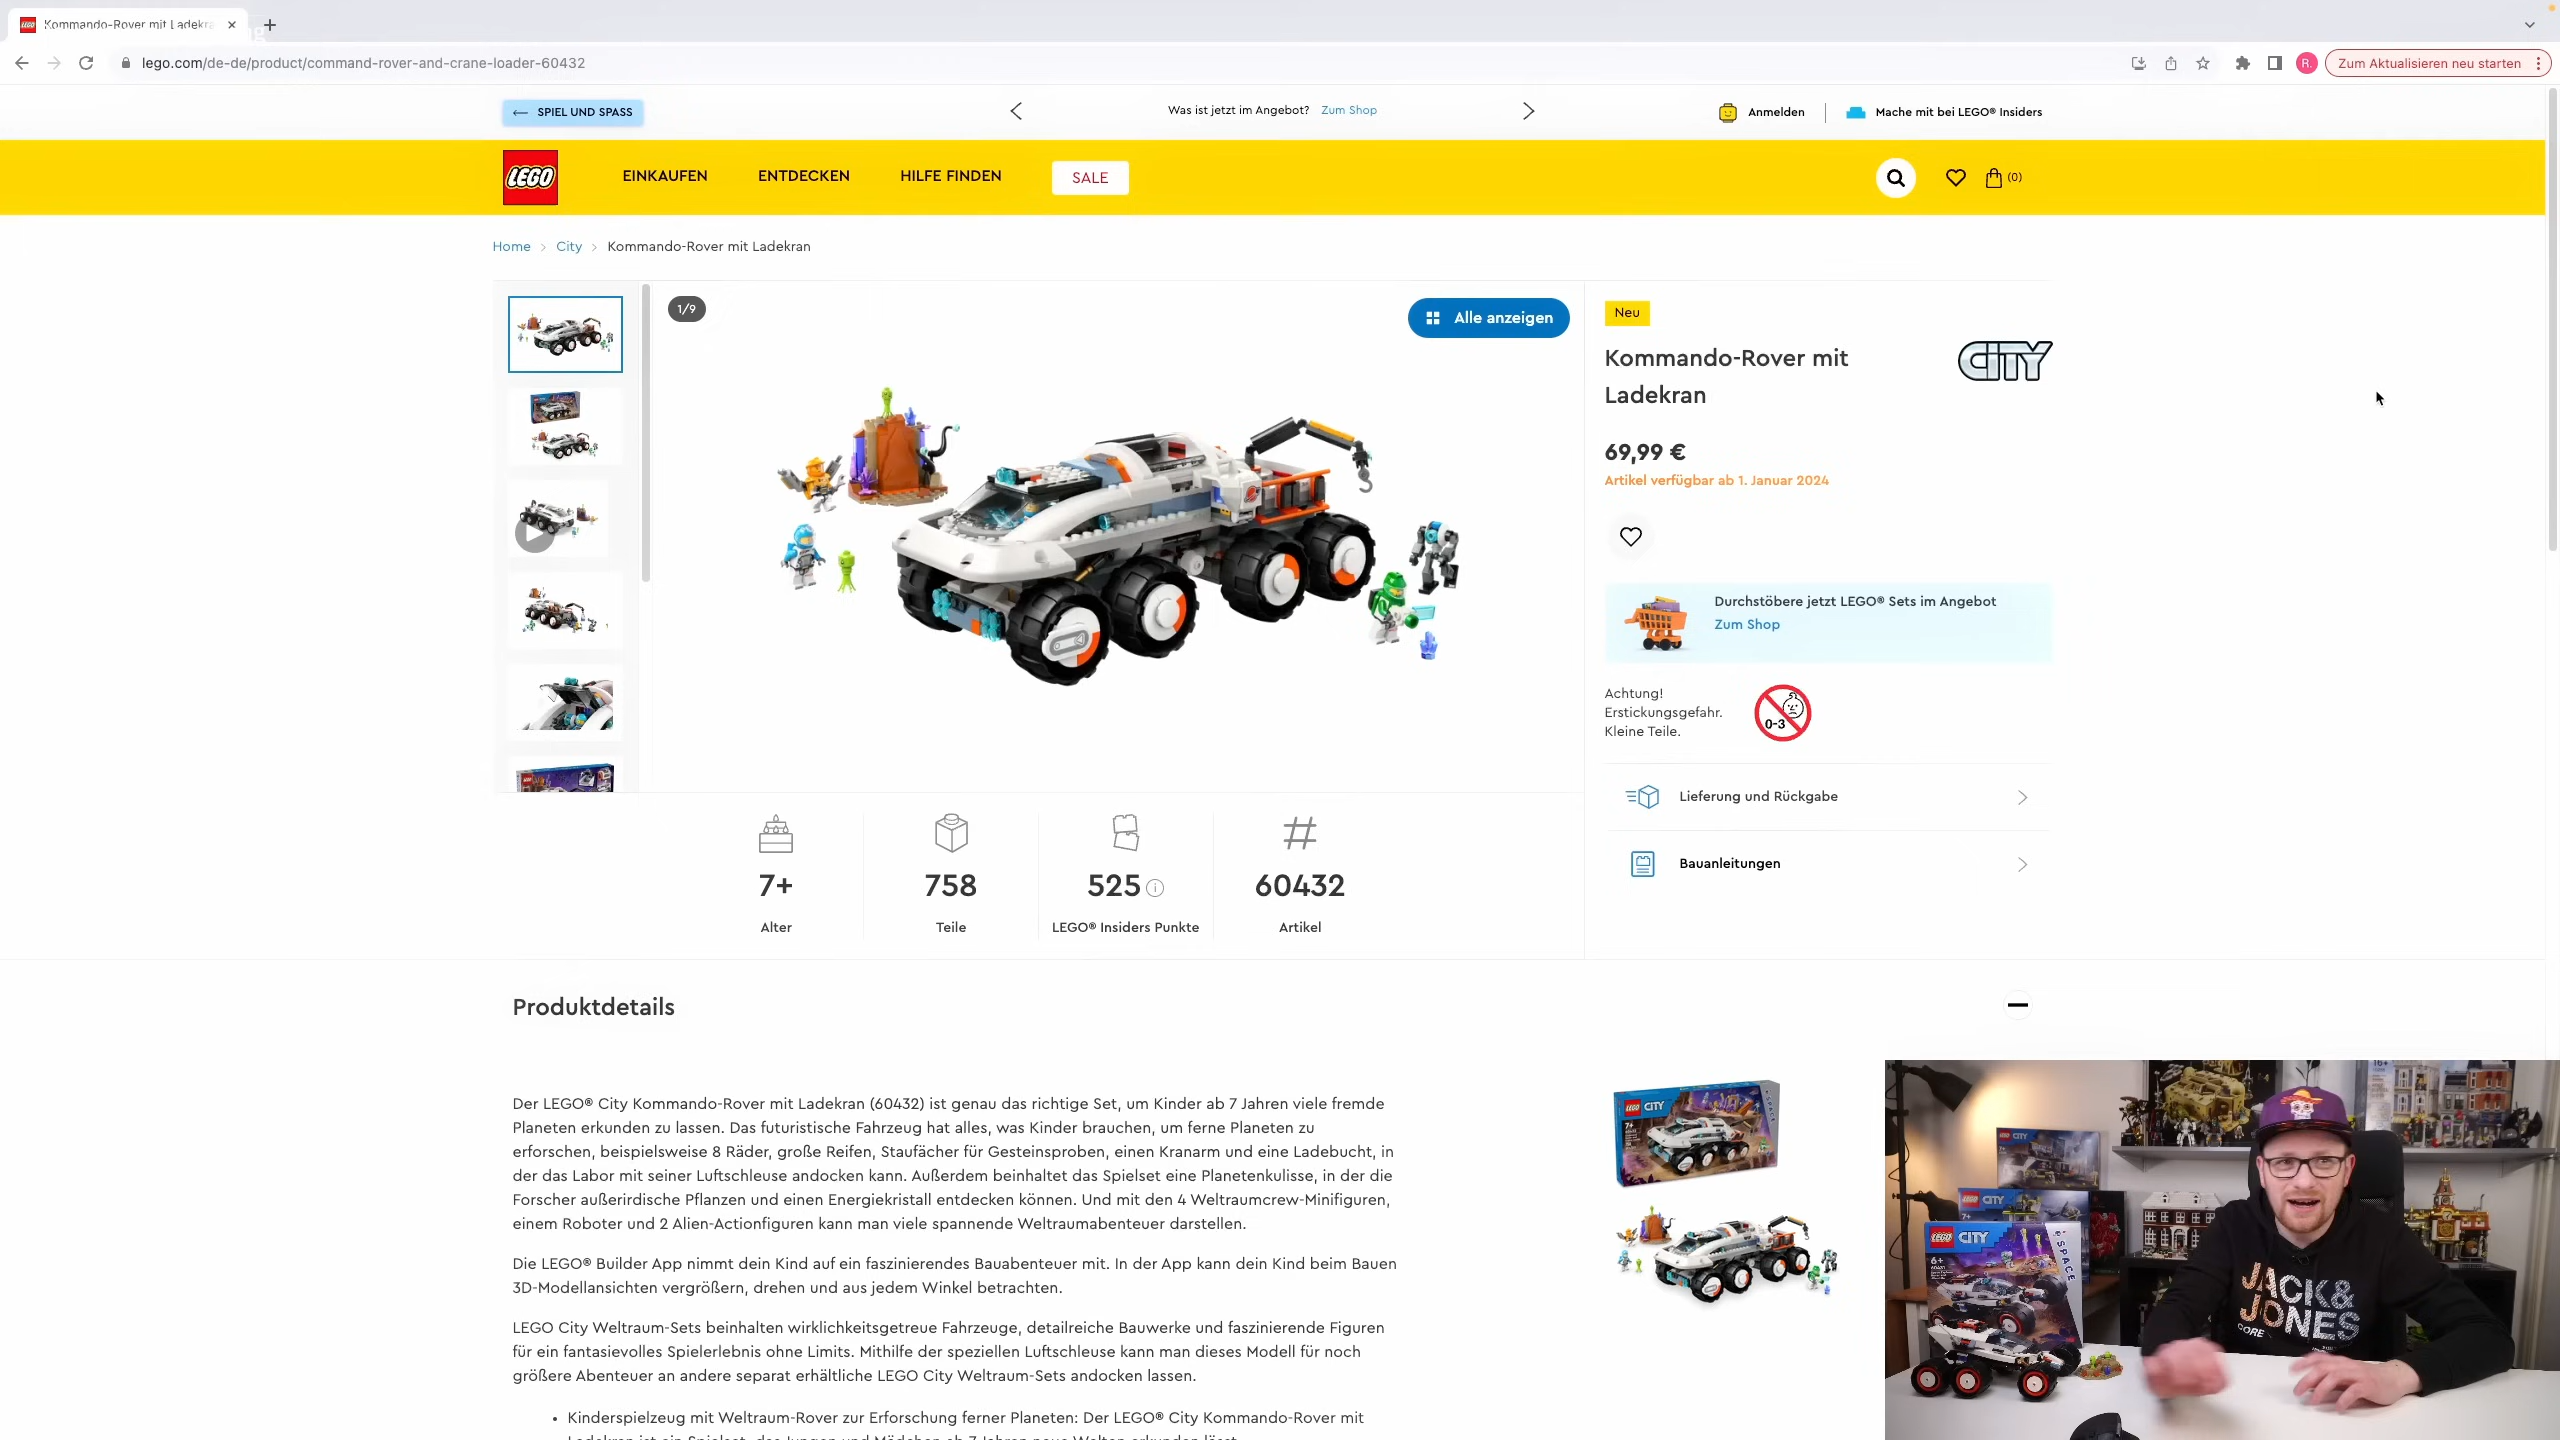 Kommando-Rover mit Ladekra
lego.com/de-de/product/command-rover-and-crane-loader-60432
R.
Zum Aktualisieren neu starten
SPIEL UND SPASS
Was ist jetzt im Angebot? Zum Shop
Anmelden
Mache mit bei LEGO® Insiders
LEGO
EINKAUFEN
ENTDECKEN
HILFE FINDEN
SALE
(0)
Home
City
Kommando-Rover mit Ladekran
1/9
Alle anzeigen
Neu
Kommando-Rover mit
Ladekran
CITY
69,99 €
Artikel verfügbar ab 1. Januar 2024
Durchstöbere jetzt LEGO® Sets im Angebot
Zum Shop
Achtung!
Erstickungsgefahr.
Kleine Teile.
0-3
Lieferung und Rückgabe
Bauanleitungen
7+
Alter
758
Teile
525
LEGO® Insiders Punkte
60432
Artikel
Produktdetails
Der LEGO® City Kommando-Rover mit Ladekran (60432) ist genau das richtige Set, um Kinder ab 7 Jahren viele fremde
Planeten erkunden zu lassen. Das futuristische Fahrzeug hat alles, was Kinder brauchen, um ferne Planeten zu
erforschen, beispielsweise 8 Räder, große Reifen, Staufächer für Gesteinsproben, einen Kranarm und eine Ladebucht, in
der das Labor mit seiner Luftschleuse andocken kann. Außerdem beinhaltet das Spielset eine Planetenkulisse, in der die
Forscher außerirdische Pflanzen und einen Energiekristall entdecken können. Und mit den 4 Weltraumcrew-Minifiguren,
einem Roboter und 2 Alien-Actionfiguren kann man viele spannende Weltraumabenteuer darstellen.
Die LEGO® Builder App nimmt dein Kind auf ein faszinierendes Bauabenteuer mit. In der App kann dein Kind beim Bauen
3D-Modellansichten vergrößern, drehen und aus jedem Winkel betrachten.
LEGO City Weltraum-Sets beinhalten wirklichkeitsgetreue Fahrzeuge, detailreiche Bauwerke und faszinierende Figuren
für ein fantasievolles Spielerlebnis ohne Limits. Mithilfe der speziellen Luftschleuse kann man dieses Modell für noch
größere Abenteuer an andere separat erhältliche LEGO City Weltraum-Sets andocken lassen.
• Kinderspielzeug mit Weltraum-Rover zur Erforschung ferner Planeten: Der LEGO® City Kommando-Rover mit
LEGO CITY
7+
SPACE
CITY
CITY
7+
LEGO CITY
6+
SPACE
JACK&
JONES
CORE